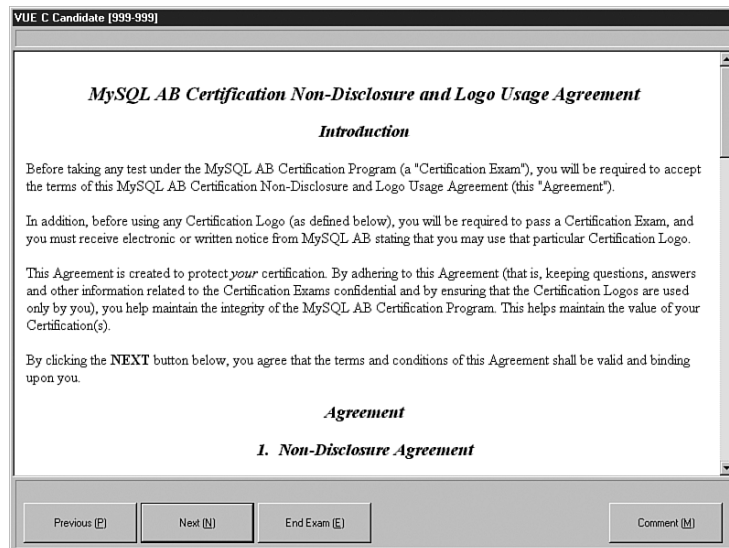 VUE C Candidate [999-999]
MySQL AB Certification Non-Disclosure and Logo Usage Agreement
Introduction
Before taking any test under the MySQL AB Certification Program (a "Certification Exam"), you will be required to accept
the terms of this MySQL AB Certification Non-Disclosure and Logo Usage Agreement (this "Agreement").
In addition, before using any Certification Logo (as defined below), you will be required to pass a Certification Exam, and
you must receive electronic or written notice from MySQL AB stating that you may use that particular Certification Logo.
This Agreement is created to protect your certification. By adhering to this Agreement (that is, keeping questions, answers
and other information related to the Certification Exams confidential and by ensuring that the Certification Logos are used
only by you), you help maintain the integrity of the MySQL AB Certification Program. This helps maintain the value of your
Certification(s).
By clicking the NEXT button below, you agree that the terms and conditions of this Agreement shall be valid and binding
upon you.
Agreement
1. Non-Disclosure Agreement
Previous (P) Next (N) End Exam (E) Comment (M)